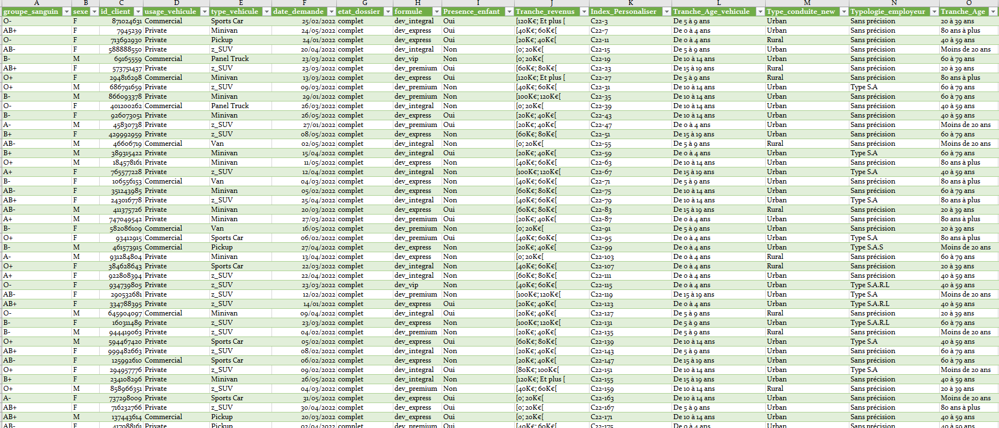 A B C D E F G H I J K L M N O
groupe_sanguin sexe id_client usage_vehicule type_vehicule date_demande etat_dossier formule Presence_enfant Tranche_revenus Index_Personaliser Tranche_Age_vehicule Type_conduite_new Typologie_employeur Tranche_Age
O- F 871024631 Commercial Sports Car 25/02/2022 complet dev_integral Oui [120K€; Et plus [ C22-3 De 5 à 9 ans Urban Sans précision 20 à 39 ans
AB+ F 7945239 Private Minivan 24/05/2022 complet dev_express Oui [40K€; 60K€[ C22-7 De 0 à 4 ans Urban Sans précision 80 ans à plus
O- F 713692930 Private Pickup 24/01/2022 complet dev_express Oui [20K€; 40K€[ C22-11 De 0 à 4 ans Rural Sans précision 40 à 59 ans
AB- F 588888550 Private z_SUV 20/04/2022 complet dev_integral Non [0; 20K€[ C22-15 De 5 à 9 ans Urban Sans précision Moins de 20 ans
B- M 69165559 Commercial Panel Truck 23/03/2022 complet dev_vip Non [0; 20K€[ C22-19 De 10 à 14 ans Urban Sans précision 60 à 79 ans
AB+ F 573751437 Private z_SUV 23/03/2022 complet dev_premium Oui [60K€; 80K€[ C22-23 De 15 à 19 ans Rural Sans précision 20 à 39 ans
O+ F 294816298 Commercial Minivan 13/03/2022 complet dev_express Oui [120K€; Et plus [ C22-27 De 5 à 9 ans Rural Sans précision 80 ans à plus
O+ M 686791659 Private z_SUV 09/03/2022 complet dev_premium Non [40K€; 60K€[ C22-31 De 10 à 14 ans Urban Type S.A 60 à 79 ans
B- M 866093378 Private Minivan 29/01/2022 complet dev_premium Non [100K€; 120K€[ C22-35 De 10 à 14 ans Urban Sans précision 60 à 79 ans
O- F 401200262 Commercial Panel Truck 26/03/2022 complet dev_integral Non [0; 20K€[ C22-39 De 10 à 14 ans Urban Sans précision 40 à 59 ans
B- F 926073051 Private Minivan 26/05/2022 complet dev_express Oui [20K€; 40K€[ C22-43 De 10 à 14 ans Urban Sans précision 40 à 59 ans
A- M 45830738 Private z_SUV 27/01/2022 complet dev_premium Oui [20K€; 40K€[ C22-47 De 0 à 4 ans Urban Sans précision Moins de 20 ans
B+ F 429992959 Private z_SUV 08/05/2022 complet dev_express Non [60K€; 80K€[ C22-51 De 15 à 19 ans Urban Sans précision 60 à 79 ans
AB- M 46606719 Commercial Van 02/05/2022 complet dev_integral Non [0; 20K€[ C22-55 De 5 à 9 ans Rural Sans précision Moins de 20 ans
B+ M 389315422 Private Minivan 15/04/2022 complet dev_integral Oui [20K€; 40K€[ C22-59 De 0 à 4 ans Urban Type S.A 60 à 79 ans
O+ M 184578161 Private Minivan 11/05/2022 complet dev_express Non [40K€; 60K€[ C22-63 De 10 à 14 ans Urban Sans précision 80 ans à plus
A+ F 765577228 Private z_SUV 12/04/2022 complet dev_integral Non [100K€; 120K€[ C22-67 De 15 à 19 ans Urban Type S.A 40 à 59 ans
B- F 106556153 Commercial Van 04/03/2022 complet dev_express Non [40K€; 60K€[ C22-71 De 5 à 9 ans Urban Sans précision 80 ans à plus
AB- F 351243985 Private Minivan 05/02/2022 complet dev_express Non [60K€; 80K€[ C22-75 De 10 à 14 ans Urban Sans précision 60 à 79 ans
AB+ F 243016778 Private z_SUV 25/04/2022 complet dev_integral Non [40K€; 60K€[ C22-79 De 10 à 14 ans Urban Type S.A 80 ans à plus
AB- M 411375726 Private Minivan 20/03/2022 complet dev_express Oui [60K€; 80K€[ C22-83 De 15 à 19 ans Rural Sans précision 20 à 39 ans
A+ M 747049542 Private Minivan 27/03/2022 complet dev_premium Oui [20K€; 40K€[ C22-87 De 0 à 4 ans Urban Sans précision 80 ans à plus
B- F 582086109 Commercial Van 16/05/2022 complet dev_premium Non [0; 20K€[ C22-91 De 5 à 9 ans Urban Sans précision 20 à 39 ans
O+ F 93412915 Commercial Sports Car 06/02/2022 complet dev_premium Oui [40K€; 60K€[ C22-95 De 0 à 4 ans Urban Type S.A 80 ans à plus
B- M 461573915 Commercial Pickup 27/04/2022 complet dev_express Non [20K€; 40K€[ C22-99 De 0 à 4 ans Urban Type S.A.S Moins de 20 ans
A- M 931284804 Private Minivan 13/04/2022 complet dev_express Non [0; 20K€[ C22-103 De 0 à 4 ans Rural Sans précision 60 à 79 ans
O+ F 384628643 Private Sports Car 22/03/2022 complet dev_integral Non [40K€; 60K€[ C22-107 De 0 à 4 ans Rural Sans précision 20 à 39 ans
A+ F 922808394 Private z_SUV 22/04/2022 complet dev_integral Non [60K€; 80K€[ C22-111 De 0 à 4 ans Urban Sans précision 40 à 59 ans
O- F 934739805 Private z_SUV 23/03/2022 complet dev_vip Non [40K€; 60K€[ C22-115 De 0 à 4 ans Urban Type S.A.R.L 40 à 59 ans
AB- F 290532681 Private z_SUV 12/02/2022 complet dev_premium Non [100K€; 120K€[ C22-119 De 15 à 19 ans Urban Type S.A Moins de 20 ans
AB+ F 334788395 Private z_SUV 14/01/2022 complet dev_express Oui [20K€; 40K€[ C22-123 De 0 à 4 ans Urban Type S.A.R.L 40 à 59 ans
O- M 645904097 Commercial Minivan 09/04/2022 complet dev_integral Oui [20K€; 40K€[ C22-127 De 5 à 9 ans Rural Sans précision 20 à 39 ans
B- F 160311489 Private z_SUV 23/03/2022 complet dev_express Non [100K€; 120K€[ C22-131 De 5 à 9 ans Urban Type S.A.R.L 60 à 79 ans
B- M 944419063 Private z_SUV 04/02/2022 complet dev_premium Non [20K€; 40K€[ C22-135 De 5 à 9 ans Rural Sans précision Moins de 20 ans
O+ M 594467420 Private Sports Car 05/02/2022 complet dev_express Oui [60K€; 80K€[ C22-139 De 10 à 14 ans Urban Type S.A 40 à 59 ans
AB+ F 999482663 Private z_SUV 08/02/2022 complet dev_integral Non [20K€; 40K€[ C22-143 De 5 à 9 ans Urban Sans précision 60 à 79 ans
AB- F 125992610 Commercial Sports Car 06/02/2022 complet dev_express Oui [20K€; 40K€[ C22-147 De 15 à 19 ans Urban Sans précision 60 à 79 ans
O+ F 294957776 Private z_SUV 09/02/2022 complet dev_integral Oui [80K€; 100K€[ C22-151 De 10 à 14 ans Urban Type S.A Moins de 20 ans
B+ F 234108296 Private Minivan 26/05/2022 complet dev_integral Non [120K€; Et plus [ C22-155 De 15 à 19 ans Urban Sans précision 40 à 59 ans
O+ M 858966351 Private z_SUV 04/03/2022 complet dev_premium Non [40K€; 60K€[ C22-159 De 10 à 14 ans Rural Sans précision 20 à 39 ans
A- F 737298009 Private Sports Car 31/05/2022 complet dev_express Oui [0; 20K€[ C22-163 De 10 à 14 ans Urban Sans précision Moins de 20 ans
AB+ F 716232766 Private z_SUV 30/04/2022 complet dev_express Oui [0; 20K€[ C22-167 De 5 à 9 ans Urban Sans précision 80 ans à plus
AB+ M 137443614 Commercial Pickup 20/03/2022 complet dev_express Oui [0; 20K€[ C22-171 De 10 à 14 ans Urban Sans précision 40 à 59 ans
AB- F 417088161 Private Pickup 02/04/2022 complet dev_premium Oui [40K€; 60K€[ C22-175 De 0 à 4 ans Urban Sans précision 40 à 59 ans